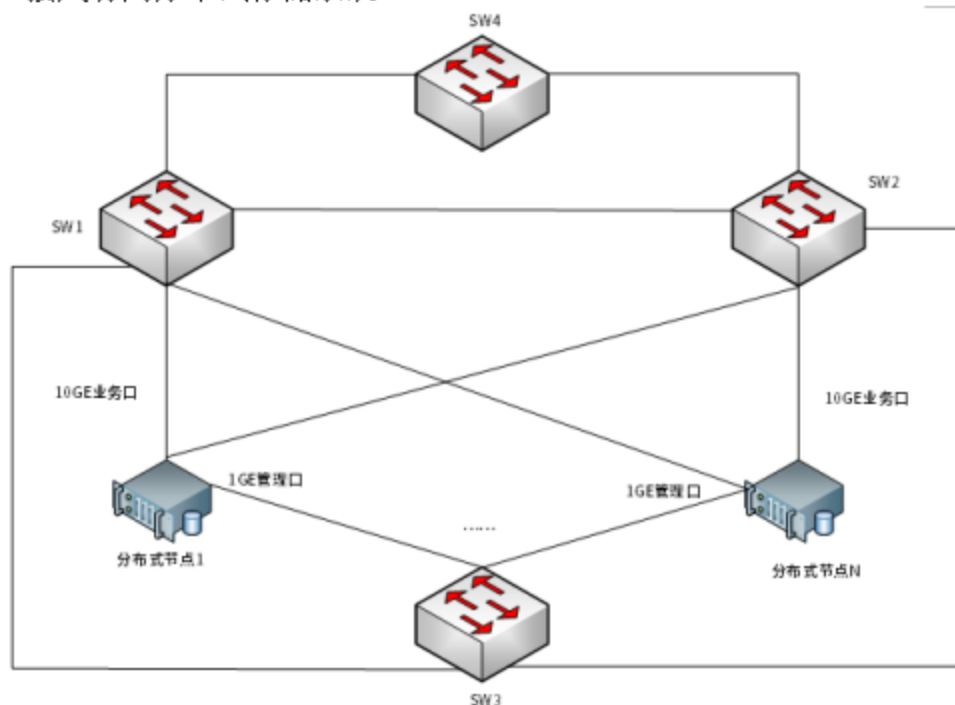 SW4
SW2
SW1
10GE业务口
10GE业务口
1GE管理口
1GE管理口
......
分布式节点1
分布式节点N
SW3